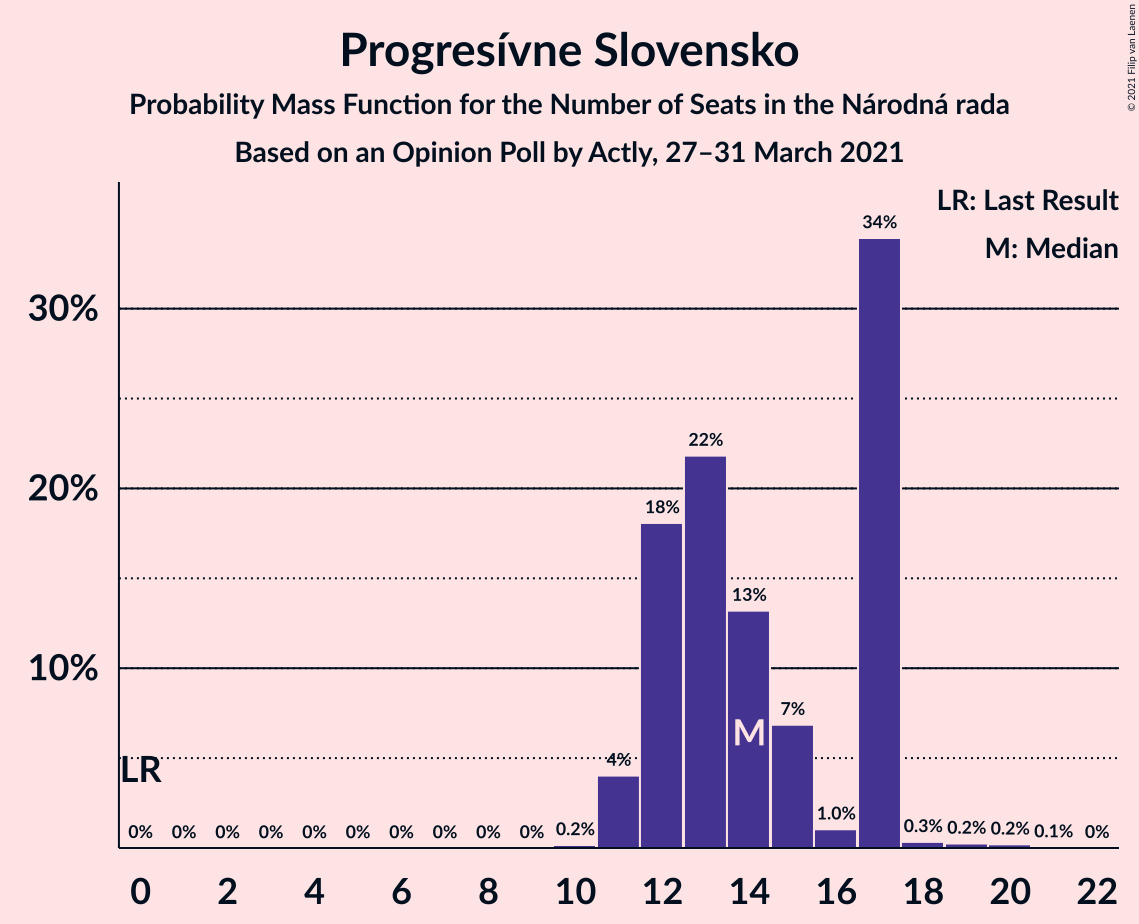 Progresívne Slovensko
Probability Mass Function for the Number of Seats in the Národná rada
Based on an Opinion Poll by Actly, 27–31 March 2021
© 2021 Filip van Laenen
LR: Last Result
M: Median
34%
30%
22%
20%
18%
13%
10%
7%
M
LR
4%
0% 0% 0% 0% 0% 0% 0% 0% 0% 0% 0.2% 1.0% 0.3% 0.2% 0.2% 0.1% 0%
0 2 4 6 8 10 12 14 16 18 20 22